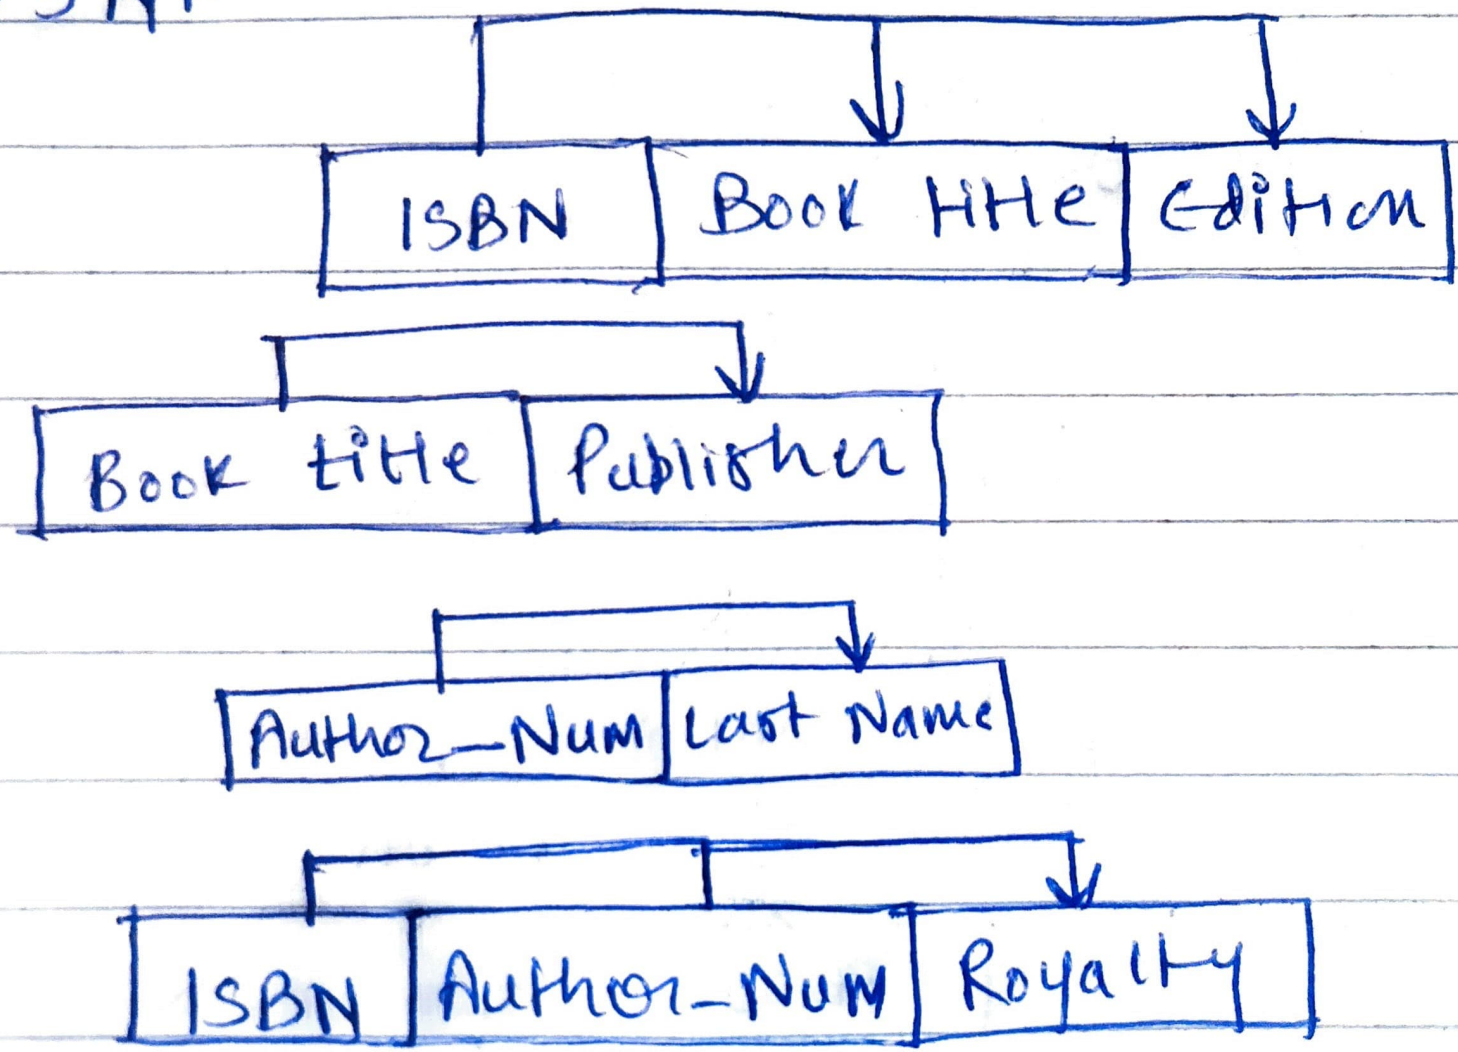 ISBN Book title Edition
Book title Publisher
Author_Num Last Name
ISBN Author_Num Royalty